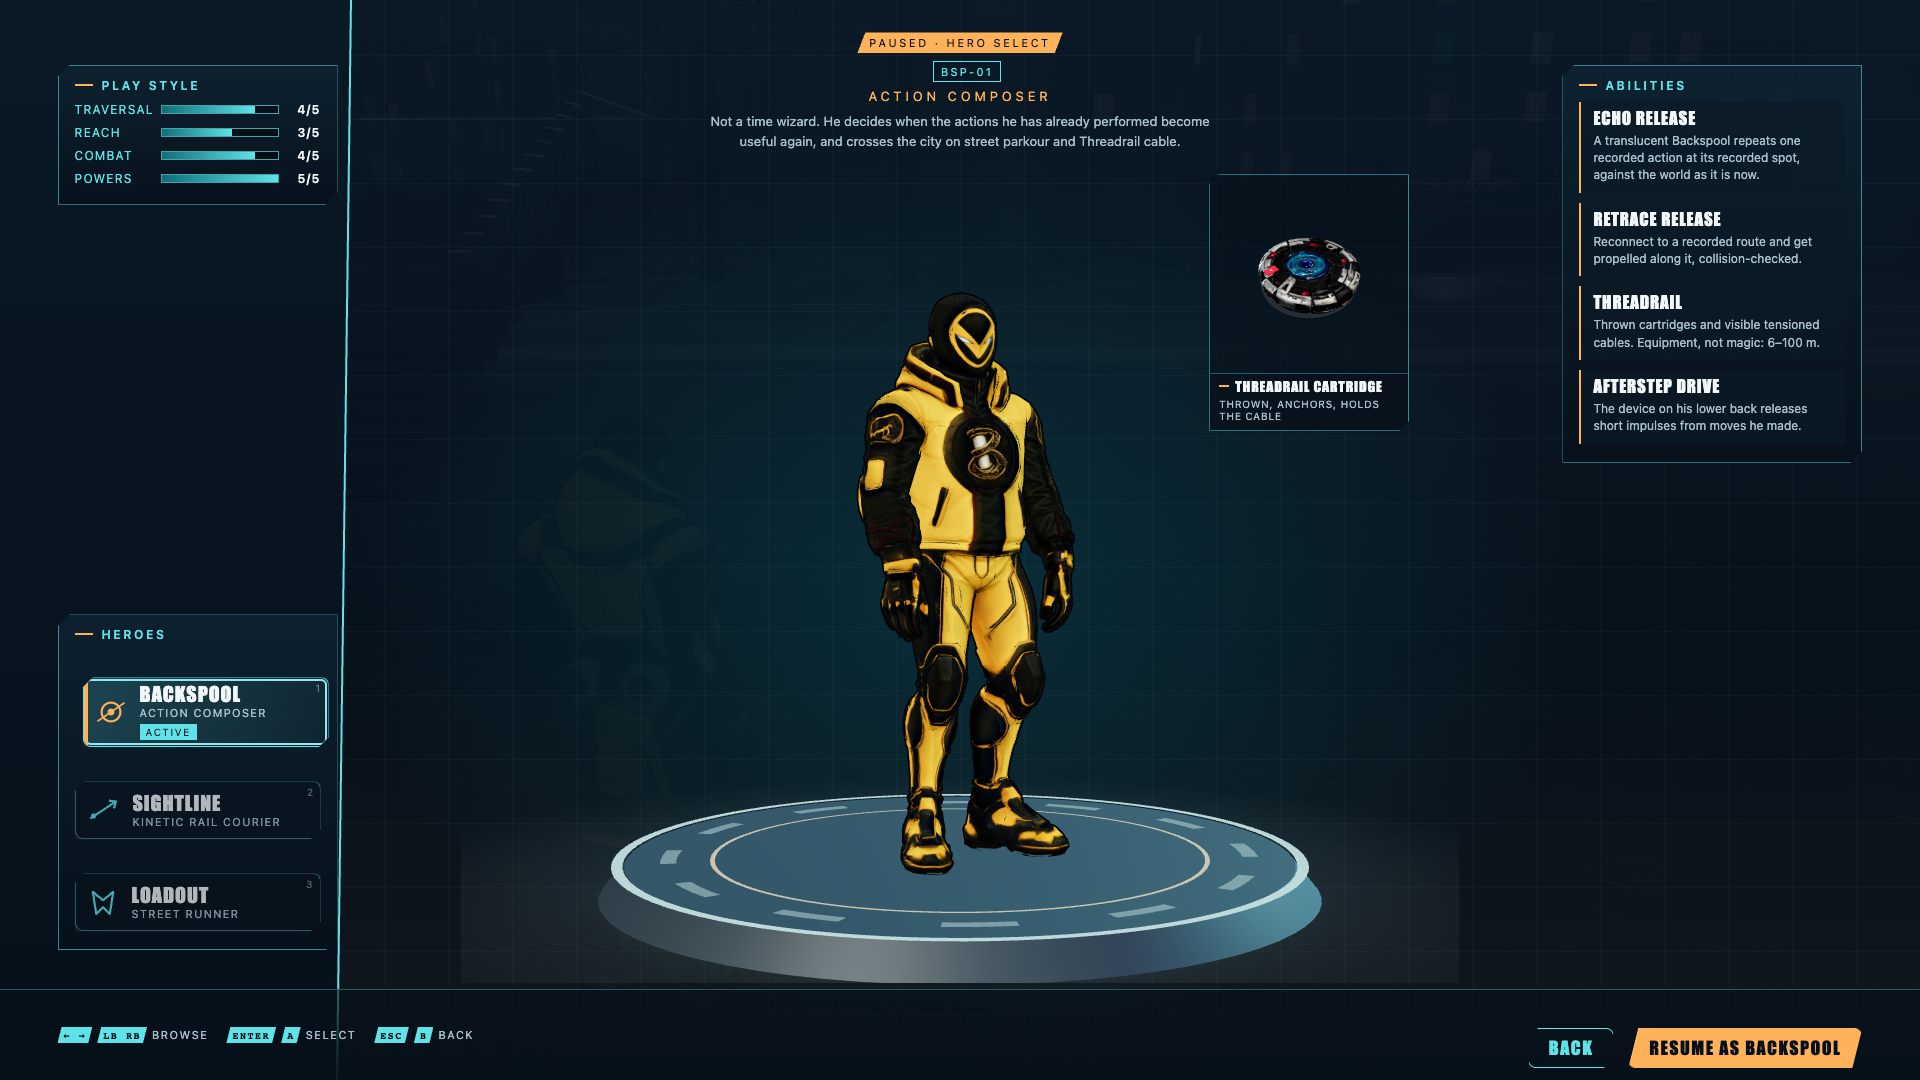 PAUSED · HERO SELECT
BSP-01
ACTION COMPOSER
Not a time wizard. He decides when the actions he has already performed become
useful again, and crosses the city on street parkour and Threadrail cable.
PLAY STYLE
TRAVERSAL 4/5
REACH 3/5
COMBAT 4/5
POWERS 5/5
HEROES
BACKSPOOL 1
ACTION COMPOSER
ACTIVE
SIGHTLINE 2
KINETIC RAIL COURIER
LOADOUT 3
STREET RUNNER
THREADRAIL CARTRIDGE
THROWN, ANCHORS, HOLDS
THE CABLE
ABILITIES
ECHO RELEASE
A translucent Backspool repeats one
recorded action at its recorded spot,
against the world as it is now.
RETRACE RELEASE
Reconnect to a recorded route and get
propelled along it, collision-checked.
THREADRAIL
Thrown cartridges and visible tensioned
cables. Equipment, not magic: 6–100 m.
AFTERSTEP DRIVE
The device on his lower back releases
short impulses from moves he made.
← → LB RB BROWSE ENTER A SELECT ESC B BACK
BACK
RESUME AS BACKSPOOL